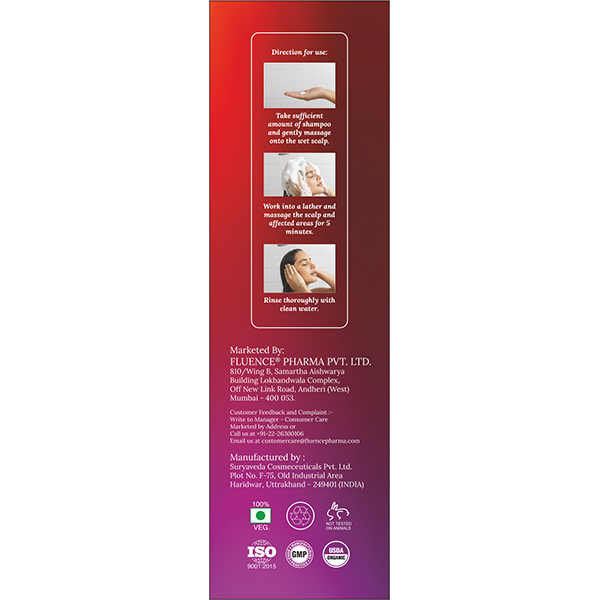 Direction for use:
Take sufficient
amount of shampoo
and gently massage
onto the wet scalp.
Work into a lather and
massage the scalp and
affected areas for 5
minutes.
Rinse thoroughly with
clean water.
Marketed By:
FLUENCE® PHARMA PVT. LTD.
810/Wing B, Samartha Aishwarya
Building Lokhandwala Complex,
Off New Link Road, Andheri (West)
Mumbai - 400 053.
Customer Feedback and Complaint :-
Write to Manager - Consumer Care
Marketed by Address or
Call us at +91-22-26300106
Email us at customercare@fluencepharma.com
Manufactured by :
Suryaveda Cosmeceuticals Pvt. Ltd.
Plot No. F-75, Old Industrial Area
Haridwar, Uttrakhand - 249401 (INDIA)
100%
VEG.
NOT TESTED
ON ANIMALS
ISO
9001:2015
GMP
USDA
ORGANIC